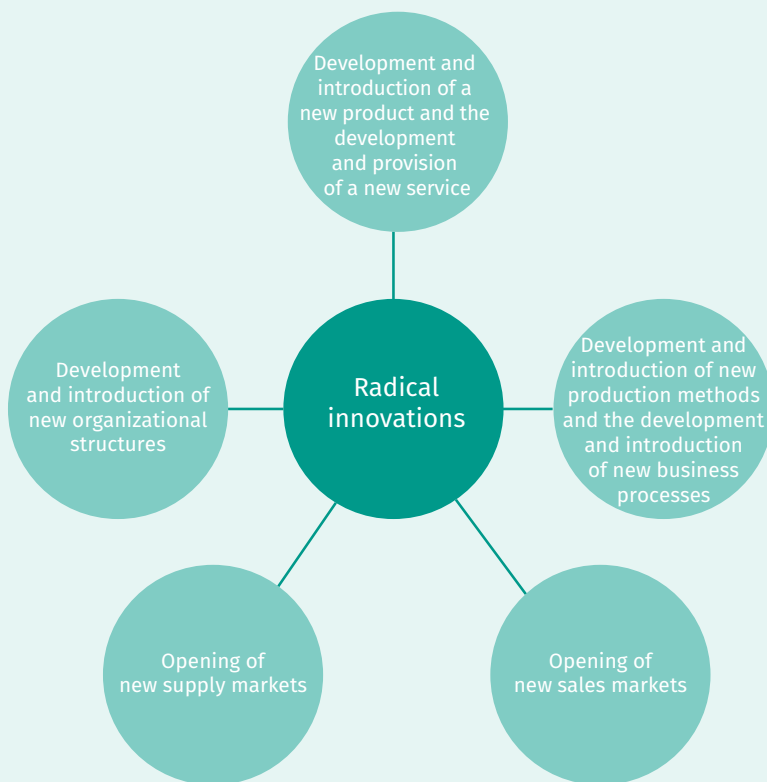 Development and
introduction of a
new product and the
development
and provision
of a new service
Radical
innovations
Development
and introduction of
new organizational
structures
Development and
introduction of new
production methods
and the development
and introduction
of new business
processes
Opening of
new supply markets
Opening of
new sales markets